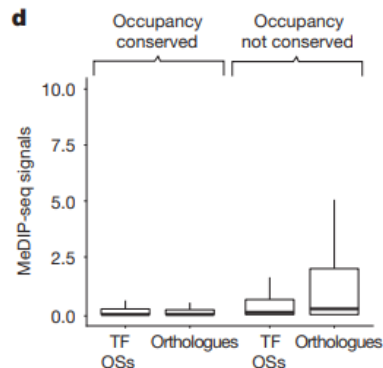 d
Occupancy conserved
Occupancy not conserved
MeDIP-seq signals
10.0
7.5
5.0
2.5
0.0
TF OSs
Orthologues
TF OSs
Orthologues